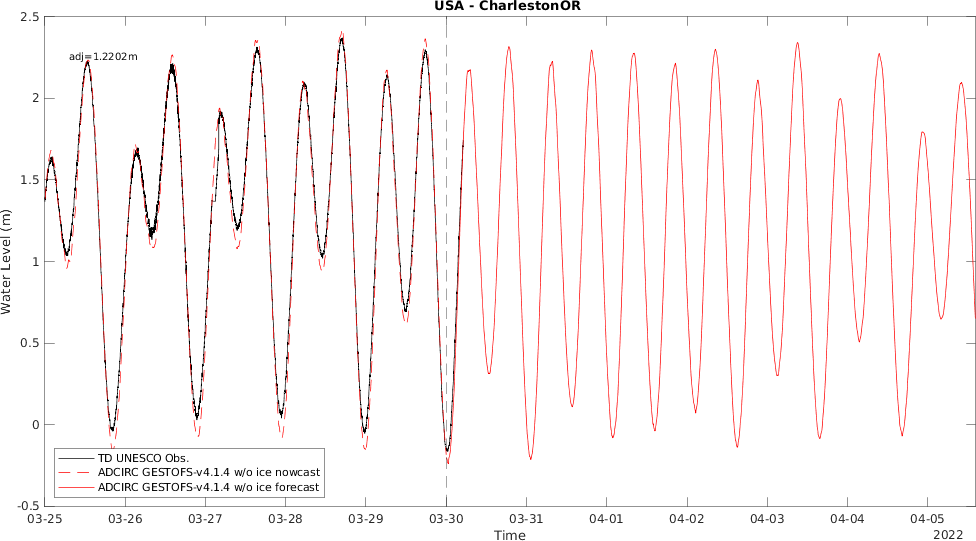 USA - CharlestonOR
adj=1.2202m
2.5
2
1.5
1
0.5
0
-0.5
Water Level (m)
TD UNESCO Obs.
ADCIRC GESTOFS-v4.1.4 w/o ice nowcast
ADCIRC GESTOFS-v4.1.4 w/o ice forecast
03-25 03-26 03-27 03-28 03-29 03-30 03-31 04-01 04-02 04-03 04-04 04-05
Time
2022